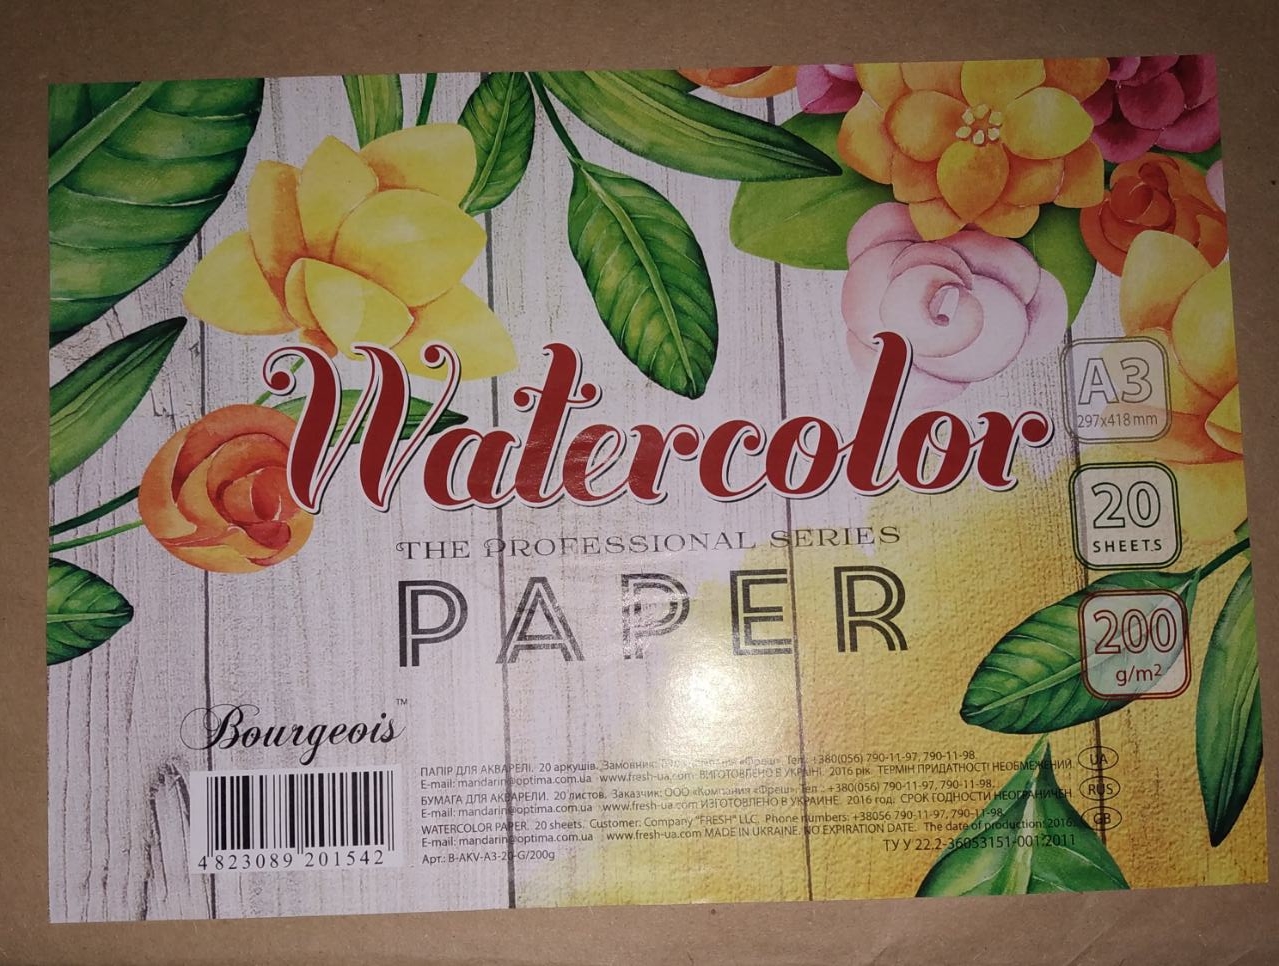 Watercolor
THE PROFESSIONAL SERIES
PAPER
A3
297x418mm
20
SHEETS
200
g/m²
Bourgeois™
4 823089 201542
ПАПІР ДЛЯ АКВАРЕЛІ. 20 аркушів. Замовник: «Фреш» Тел.: +380(056) 790-11-97, 790-11-98.
E-mail: mandarin@optima.com.ua www.fresh-ua.com ВИГОТОВЛЕНО В УКРАЇНІ. 2016 рік ТЕРМІН ПРИДАТНОСТІ НЕОБМЕЖЕНИЙ.
UA
БУМАГА ДЛЯ АКВАРЕЛИ. 20 листов. Заказчик: ООО «Компания «Фреш». Тел.: +380(056) 790-11-97, 790-11-98.
E-mail: mandarin@optima.com.ua www.fresh-ua.com ИЗГОТОВЛЕНО В УКРАИНЕ. 2016 год. СРОК ГОДНОСТИ НЕОГРАНИЧЕН.
RUS
WATERCOLOR PAPER. 20 sheets. Customer: Company "FRESH" LLC. Phone numbers: +38056 790-11-97, 790-11-98.
E-mail: mandarin@optima.com.ua www.fresh-ua.com MADE IN UKRAINE. NO EXPIRATION DATE. The date of production: 2016.
GB
Арт.: B-AKV-A3-20-G/200g
ТУ У 22.2-36053151-001:2011